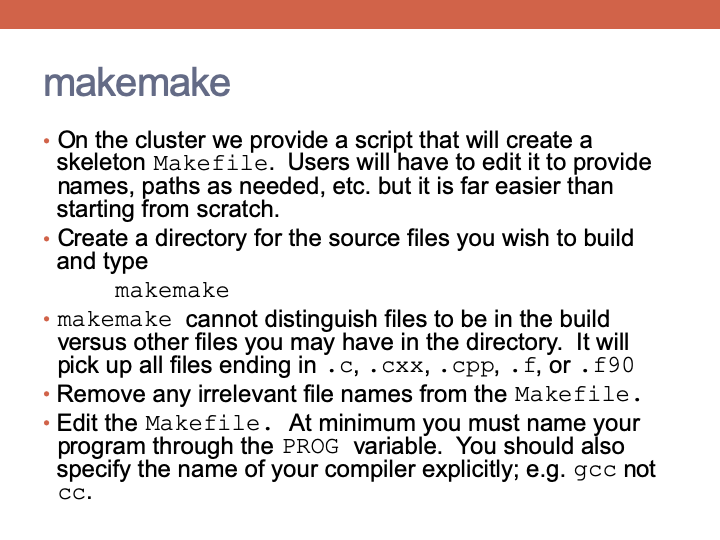 makemake
• On the cluster we provide a script that will create a
skeleton Makefile. Users will have to edit it to provide
names, paths as needed, etc. but it is far easier than
starting from scratch.
• Create a directory for the source files you wish to build
and type
makemake
• makemake cannot distinguish files to be in the build
versus other files you may have in the directory. It will
pick up all files ending in .c, .cxx, .cpp, .f, or .f90
• Remove any irrelevant file names from the Makefile.
• Edit the Makefile. At minimum you must name your
program through the PROG variable. You should also
specify the name of your compiler explicitly; e.g. gcc not
cc.